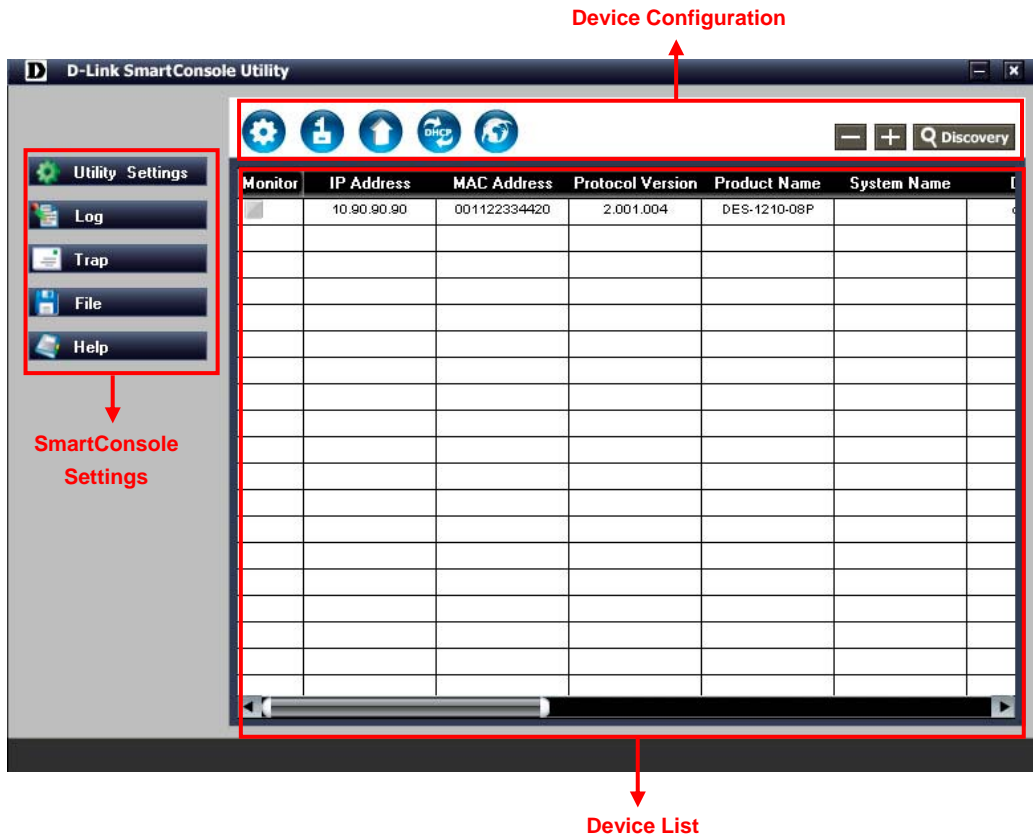 Device Configuration
D-Link SmartConsole Utility
DHCP
Discovery
Utility Settings
Log
Trap
File
Help
SmartConsole
Settings
Monitor IP Address MAC Address Protocol Version Product Name System Name
10.90.90.90 001122334420 2.001.004 DES-1210-08P
Device List